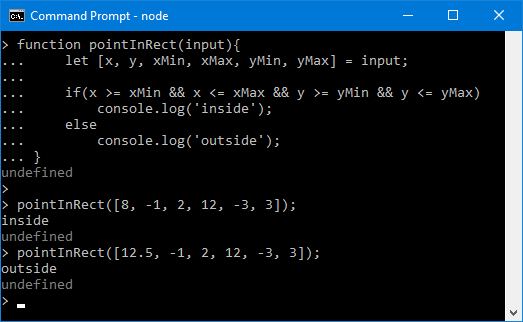 Command Prompt - node
> function pointInRect(input){
...     let [x, y, xMin, xMax, yMin, yMax] = input;
...
...     if(x >= xMin && x <= xMax && y >= yMin && y <= yMax)
...         console.log('inside');
...     else
...         console.log('outside');
... }
undefined
>
> pointInRect([8, -1, 2, 12, -3, 3]);
inside
undefined
> pointInRect([12.5, -1, 2, 12, -3, 3]);
outside
undefined
>